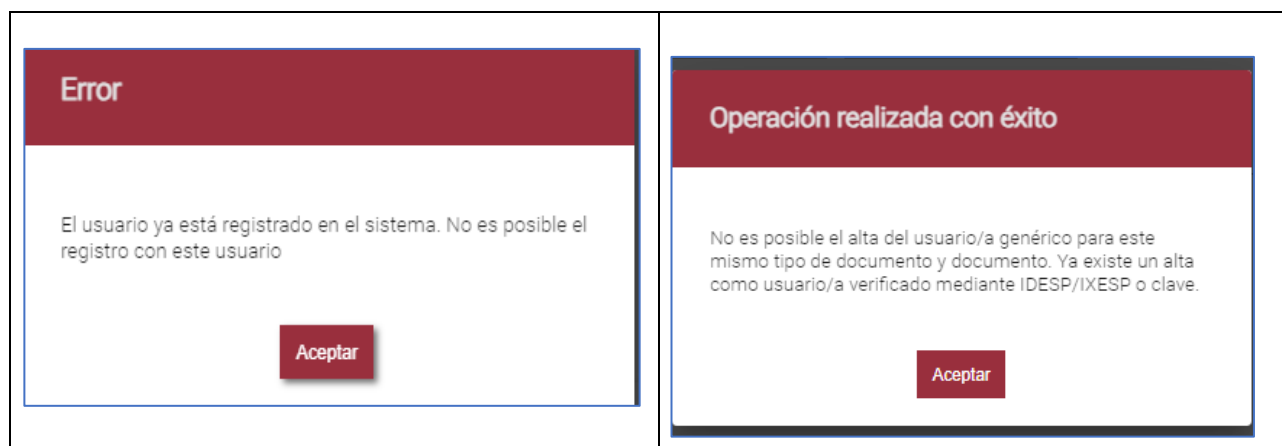 Error
El usuario ya está registrado en el sistema. No es posible el
registro con este usuario
Aceptar
Operación realizada con éxito
No es posible el alta del usuario/a genérico para este
mismo tipo de documento y documento. Ya existe un alta
como usuario/a verificado mediante IDESP/IXESP o clave.
Aceptar